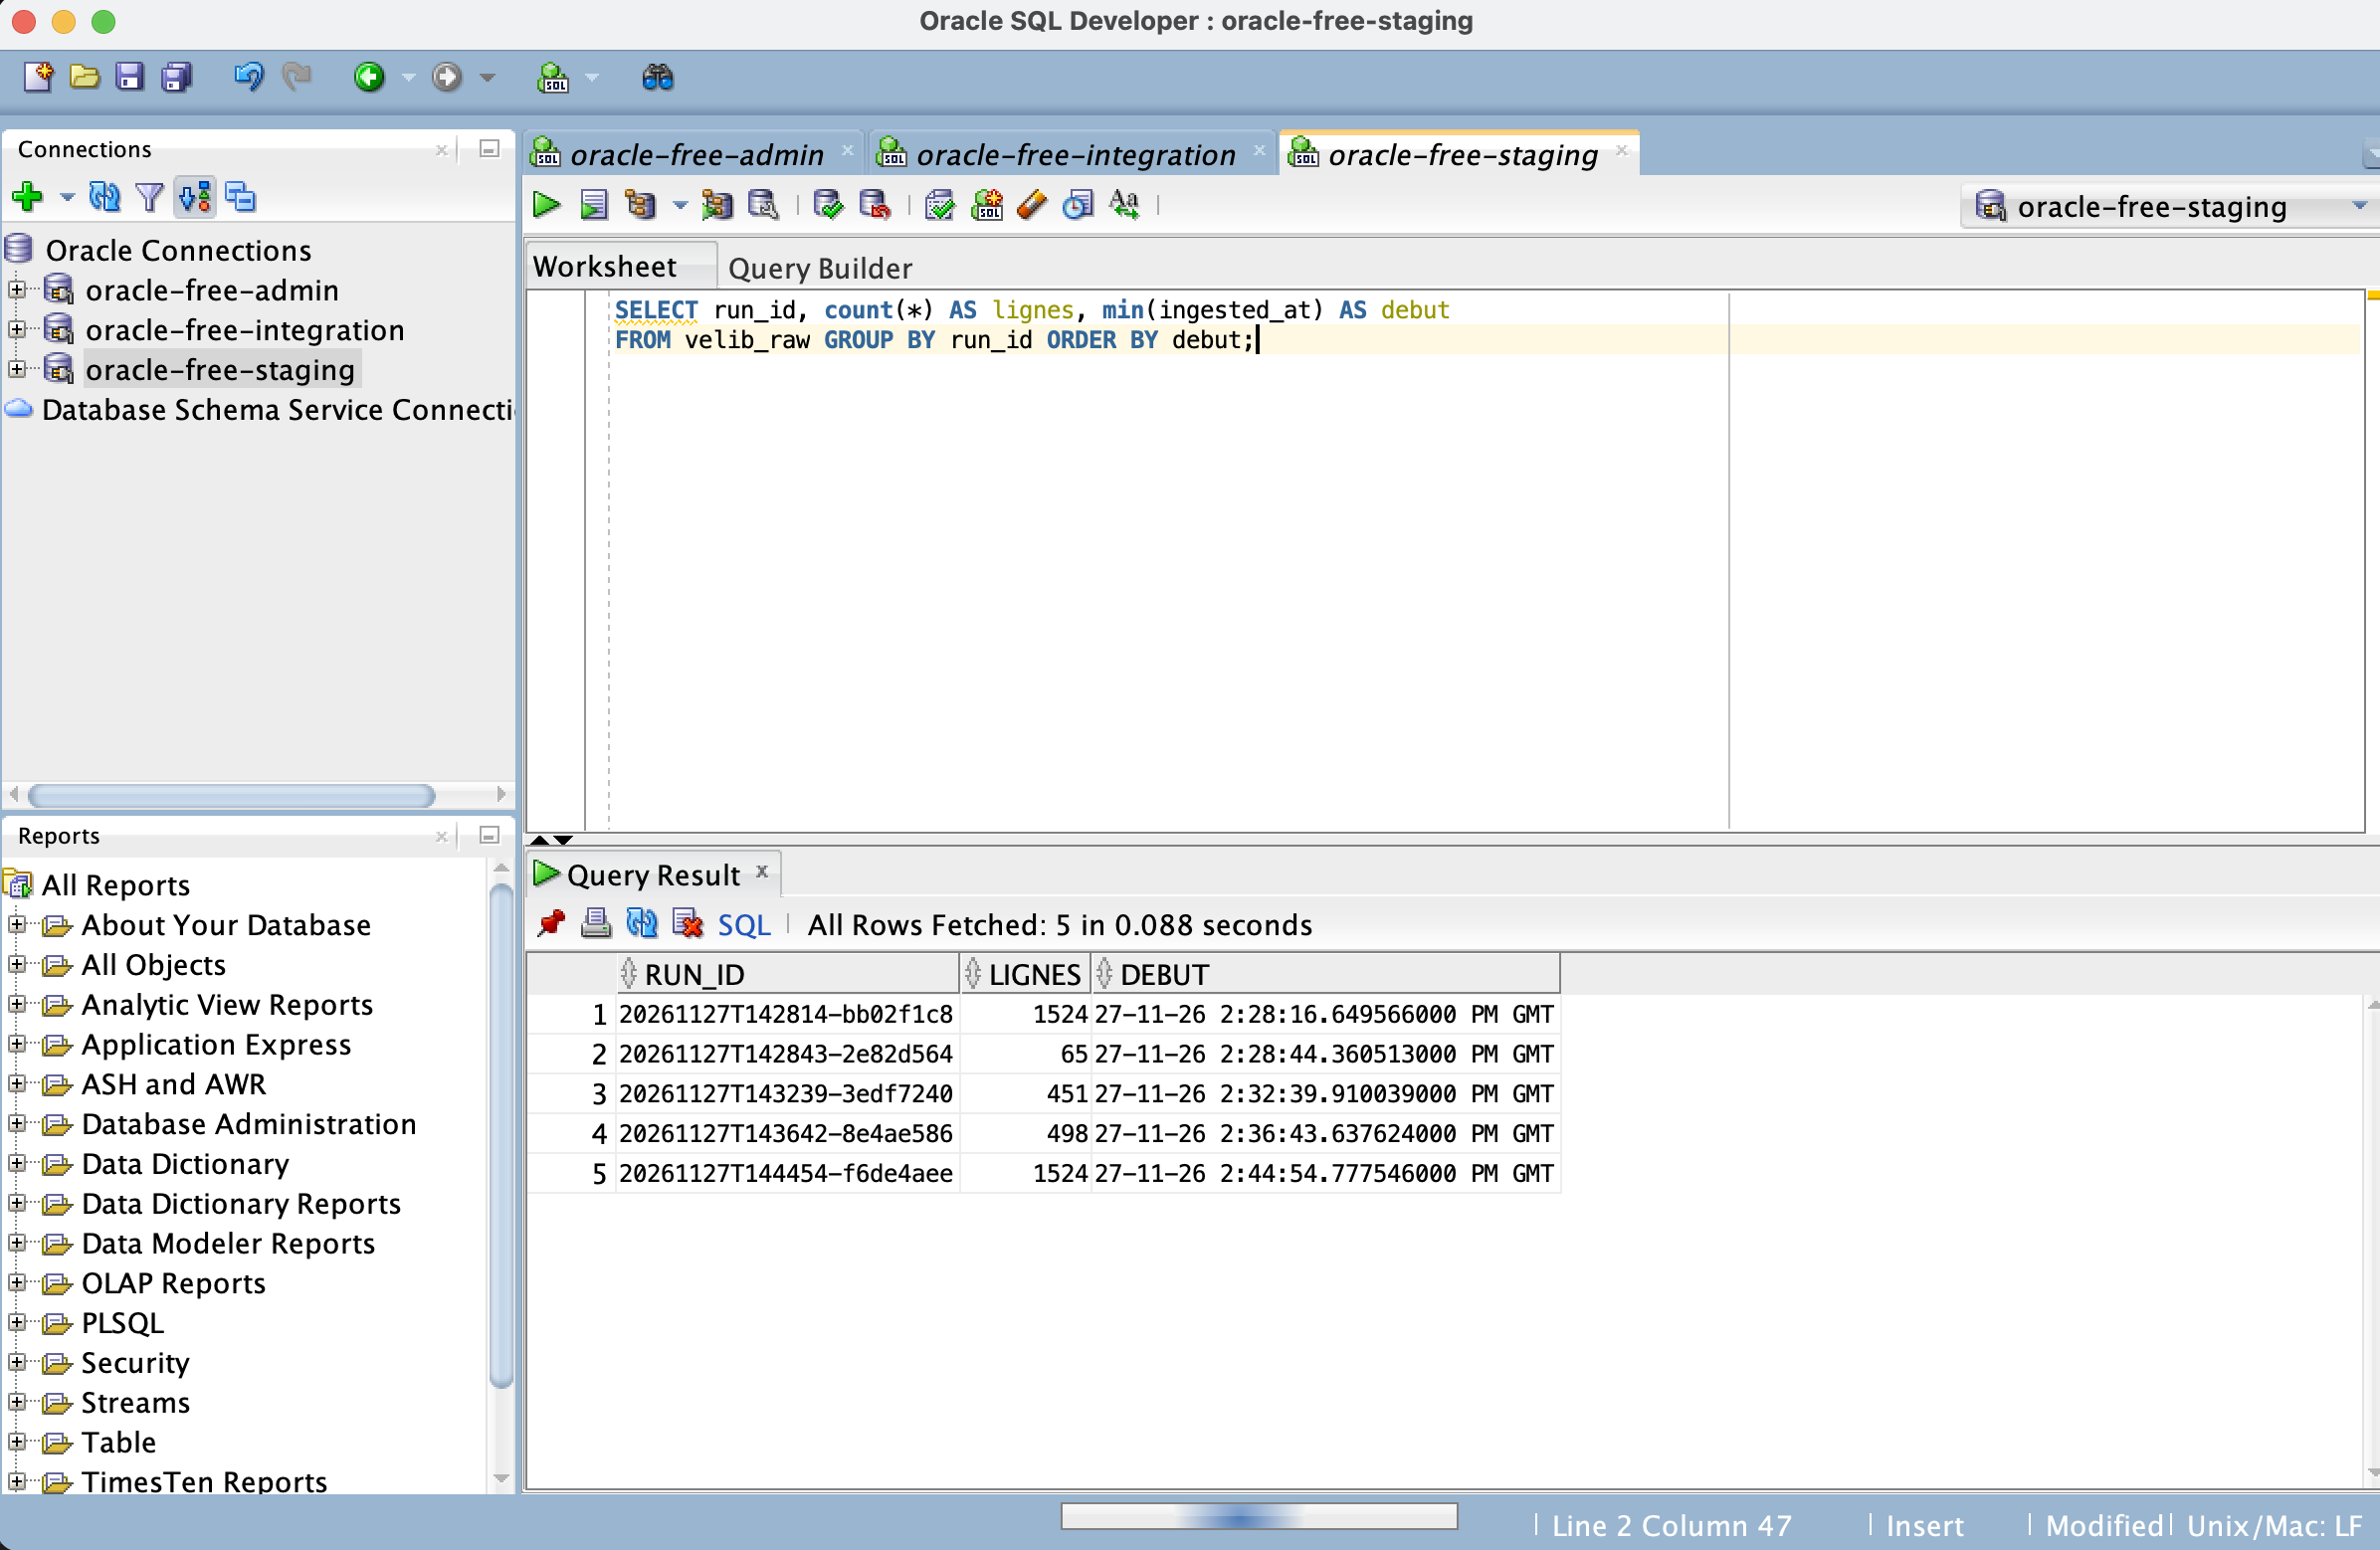 Oracle SQL Developer : oracle-free-staging
Connections
Oracle Connections
oracle-free-admin
oracle-free-integration
oracle-free-staging
Database Schema Service Connecti
Reports
All Reports
About Your Database
All Objects
Analytic View Reports
Application Express
ASH and AWR
Database Administration
Data Dictionary
Data Dictionary Reports
Data Modeler Reports
OLAP Reports
PLSQL
Security
Streams
Table
TimesTen Reports
oracle-free-admin oracle-free-integration oracle-free-staging
oracle-free-staging
Worksheet Query Builder
SELECT run_id, count(*) AS lignes, min(ingested_at) AS debut
FROM velib_raw GROUP BY run_id ORDER BY debut;
Query Result
SQL All Rows Fetched: 5 in 0.088 seconds
RUN_ID LIGNES DEBUT
1 20261127T142814-bb02f1c8 1524 27-11-26 2:28:16.649566000 PM GMT
2 20261127T142843-2e82d564 65 27-11-26 2:28:44.360513000 PM GMT
3 20261127T143239-3edf7240 451 27-11-26 2:32:39.910039000 PM GMT
4 20261127T143642-8e4ae586 498 27-11-26 2:36:43.637624000 PM GMT
5 20261127T144454-f6de4aee 1524 27-11-26 2:44:54.777546000 PM GMT
Line 2 Column 47 Insert Modified Unix/Mac: LF